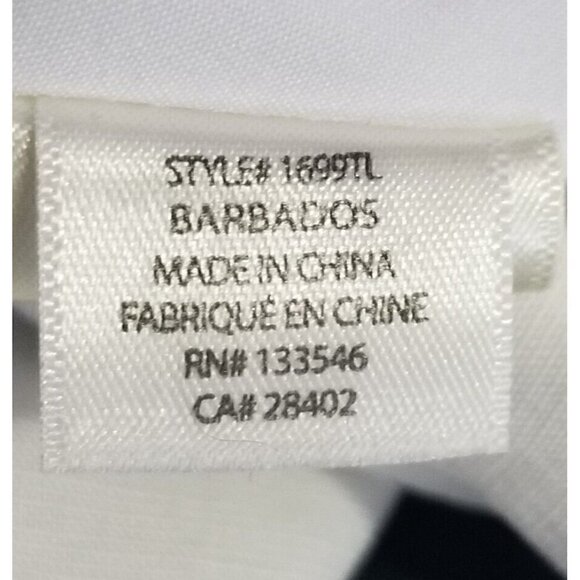 STYLE# 1699TL
BARBADOS
MADE IN CHINA
FABRIQUÉ EN CHINE
RN# 133546
CA# 28402